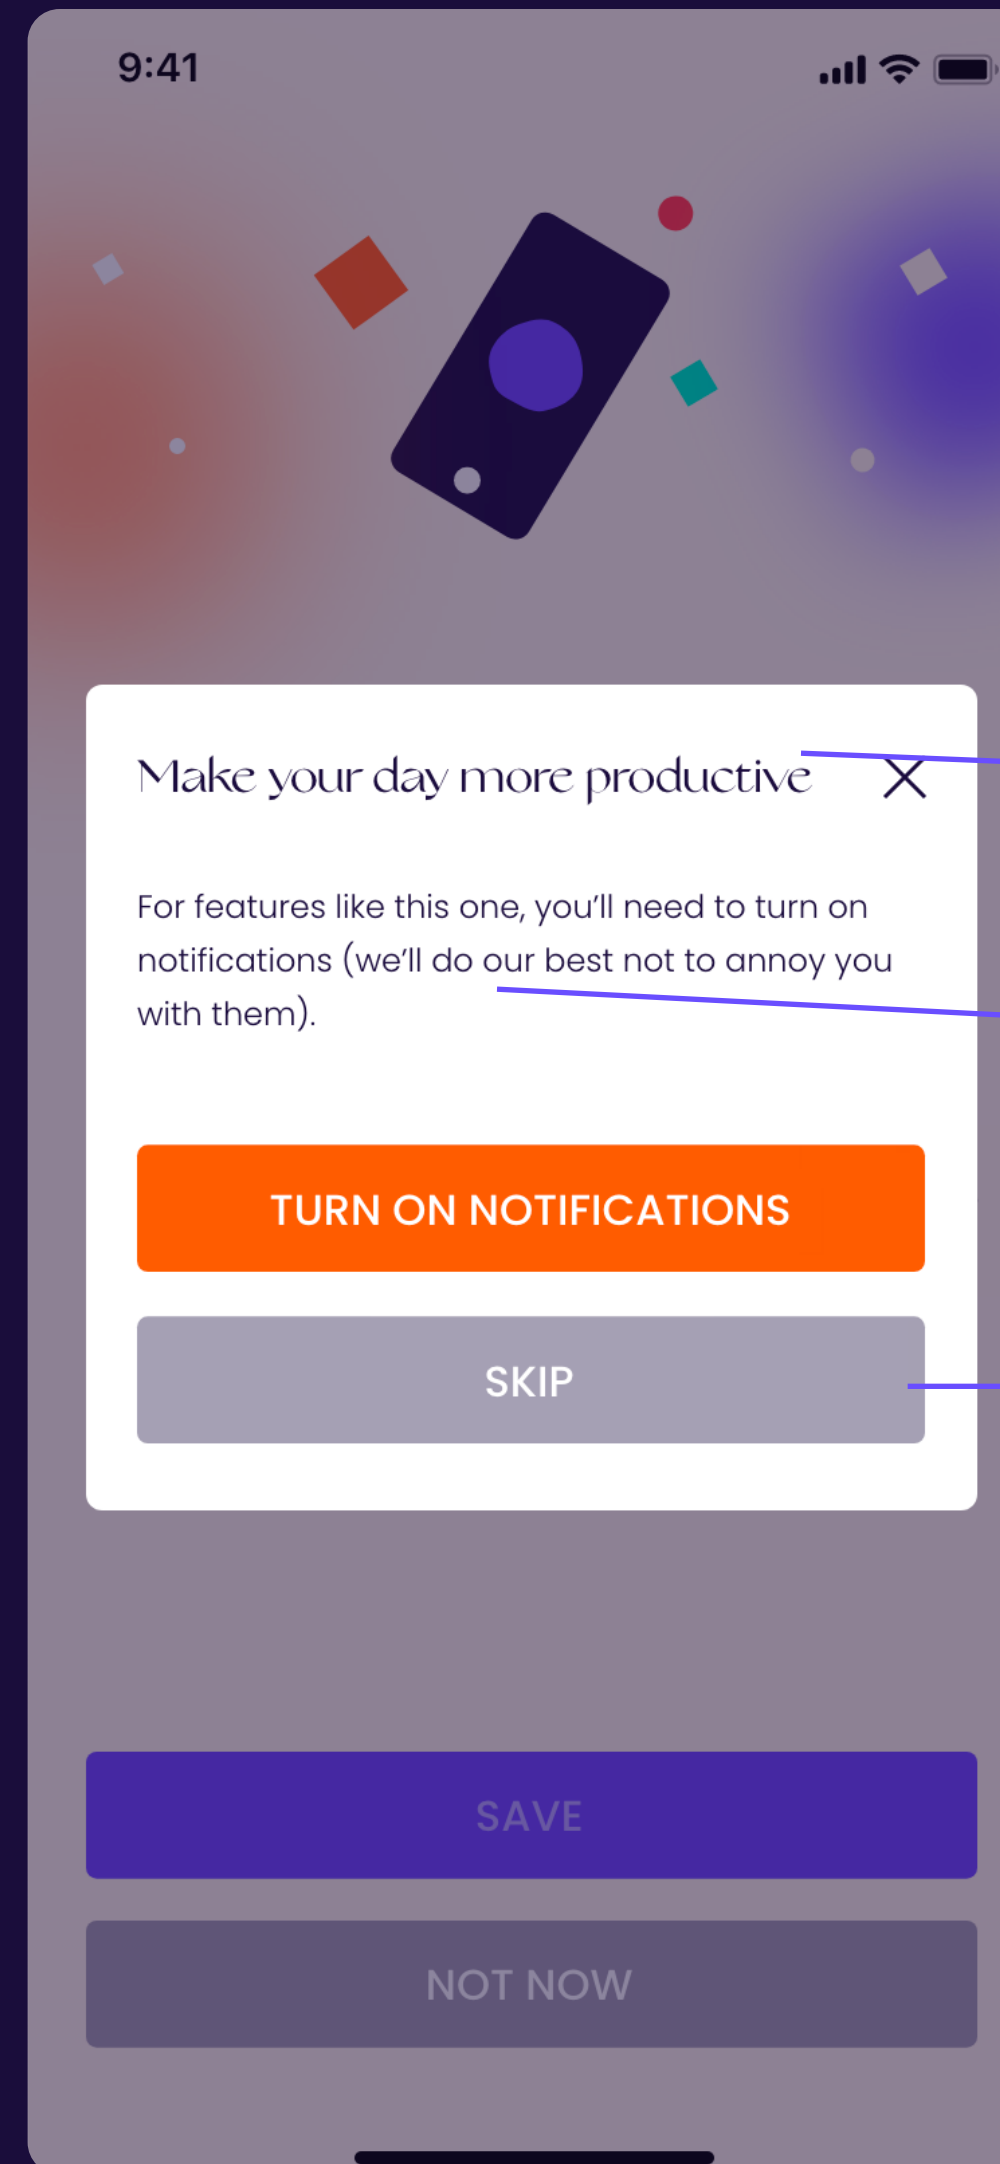 9:41
Make your day more productive
For features like this one, you’ll need to turn on
notifications (we’ll do our best not to annoy you
with them).
TURN ON NOTIFICATIONS
SKIP
SAVE
NOT NOW